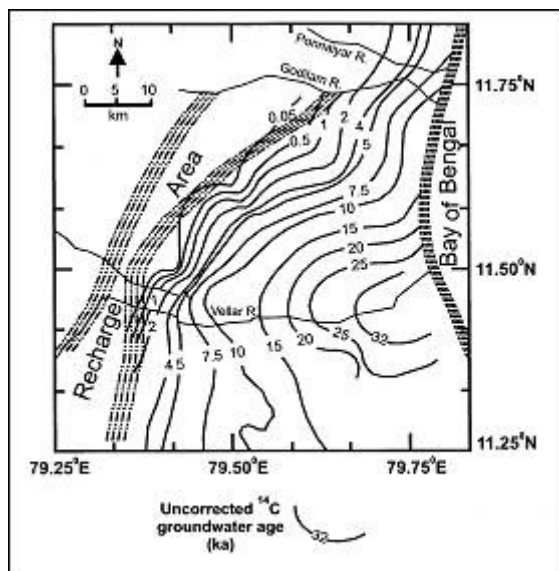 N
0 5 10
km
Ponnaiyar R.
Godilam R.
11.75°N
0.05
0.5
1
2
4
5
7.5
10
15
20
25
Recharge Area
Bay of Bengal
11.50°N
1
2
Vellar R.
4.5
7.5
10
15
20
25
32
11.25°N
79.25°E
79.50°E
79.75°E
Uncorrected ¹⁴C
groundwater age
(ka)
32